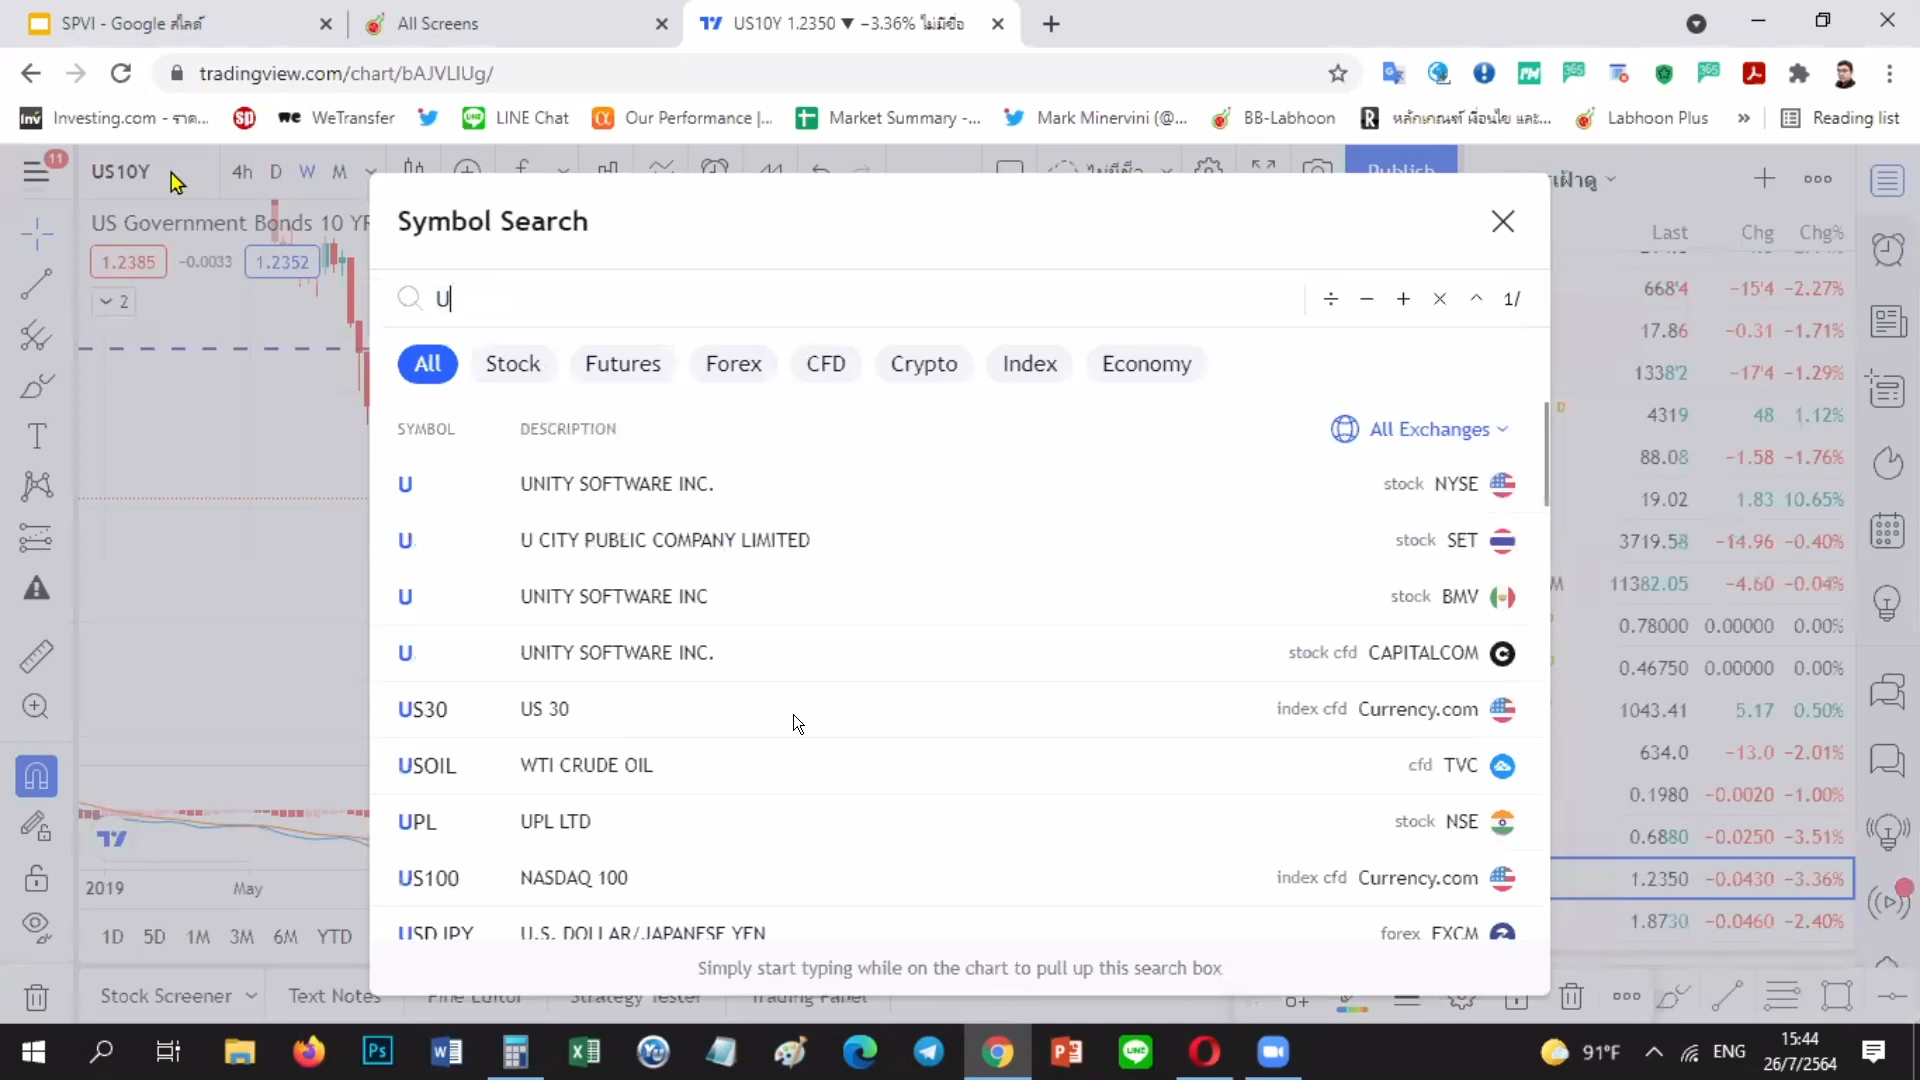 SPVI - Google สไลด์
All Screens
US10Y 1.2350 ▼ −3.36% ไม่มีชื่อ
tradingview.com/chart/bAJVLIUg/
Investing.com - ราค...
WeTransfer
LINE Chat
Our Performance |...
Market Summary -...
Mark Minervini (@...
BB-Labhoon
หลักเกณฑ์ เงื่อนไข และ...
Labhoon Plus
»
Reading list
11
US10Y
4h D W M
ไม่มีชื่อ
Publish
US Government Bonds 10 YR
1.2385
−0.0033
1.2352
2
Symbol Search
U
÷ − + × ^ 1/
All
Stock
Futures
Forex
CFD
Crypto
Index
Economy
SYMBOL DESCRIPTION
All Exchanges
U UNITY SOFTWARE INC. stock NYSE
U U CITY PUBLIC COMPANY LIMITED stock SET
U UNITY SOFTWARE INC stock BMV
U UNITY SOFTWARE INC. stock cfd CAPITALCOM
US30 US 30 index cfd Currency.com
USOIL WTI CRUDE OIL cfd TVC
UPL UPL LTD stock NSE
US100 NASDAQ 100 index cfd Currency.com
USDJPY U.S. DOLLAR/JAPANESE YEN forex FXCM
Simply start typing while on the chart to pull up this search box
Last Chg Chg%
668'4 −15'4 −2.27%
17.86 −0.31 −1.71%
1338'2 −17'4 −1.29%
4319 48 1.12%
88.08 −1.58 −1.76%
19.02 1.83 10.65%
3719.58 −14.96 −0.40%
M 11382.05 −4.60 −0.04%
0.78000 0.00000 0.00%
0.46750 0.00000 0.00%
1043.41 5.17 0.50%
634.0 −13.0 −2.01%
0.1980 −0.0020 −1.00%
0.6880 −0.0250 −3.51%
1.2350 −0.0430 −3.36%
1.8730 −0.0460 −2.40%
2019 May
1D 5D 1M 3M 6M YTD
Stock Screener
Text Notes
Pine Editor
Strategy Tester
Trading Panel
91°F
ENG
15:44
26/7/2564